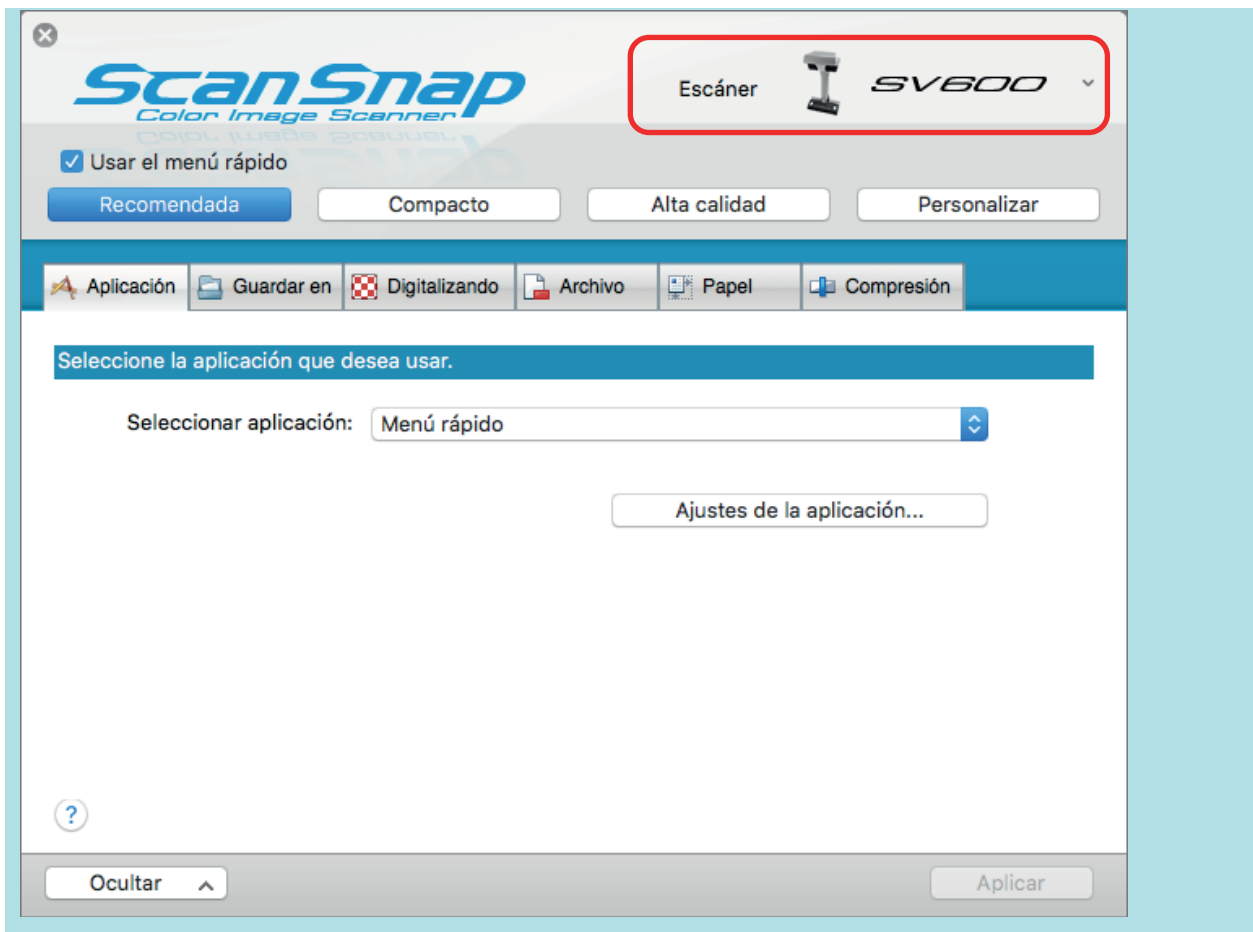 ScanSnap
Color Image Scanner
Escáner SV600
Usar el menú rápido
Recomendada Compacto Alta calidad Personalizar
Aplicación Guardar en Digitalizando Archivo Papel Compresión
Seleccione la aplicación que desea usar.
Seleccionar aplicación: Menú rápido
Ajustes de la aplicación...
?
Ocultar Aplicar